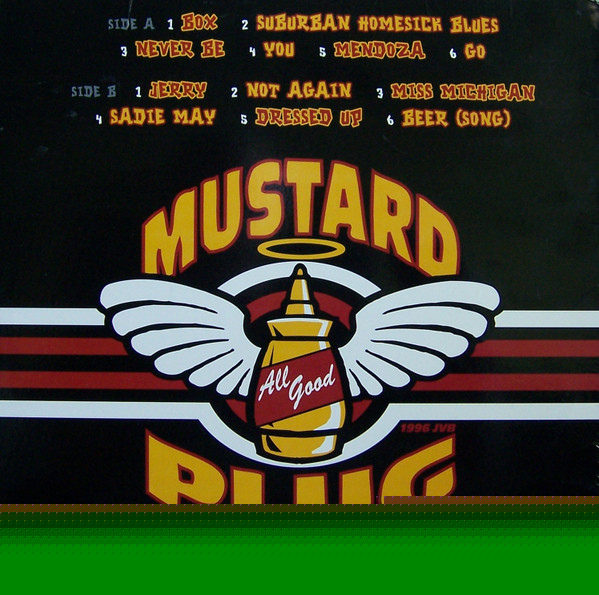 SIDE A 1 BOX 2 SUBURBAN HOMESICK BLUES
3 NEVER BE 4 YOU 5 MENDOZA 6 GO
SIDE B 1 JERRY 2 NOT AGAIN 3 MISS MICHIGAN
4 SADIE MAY 5 DRESSED UP 6 BEER (SONG)
MUSTARD
All Good
1996 JVB
PLUG